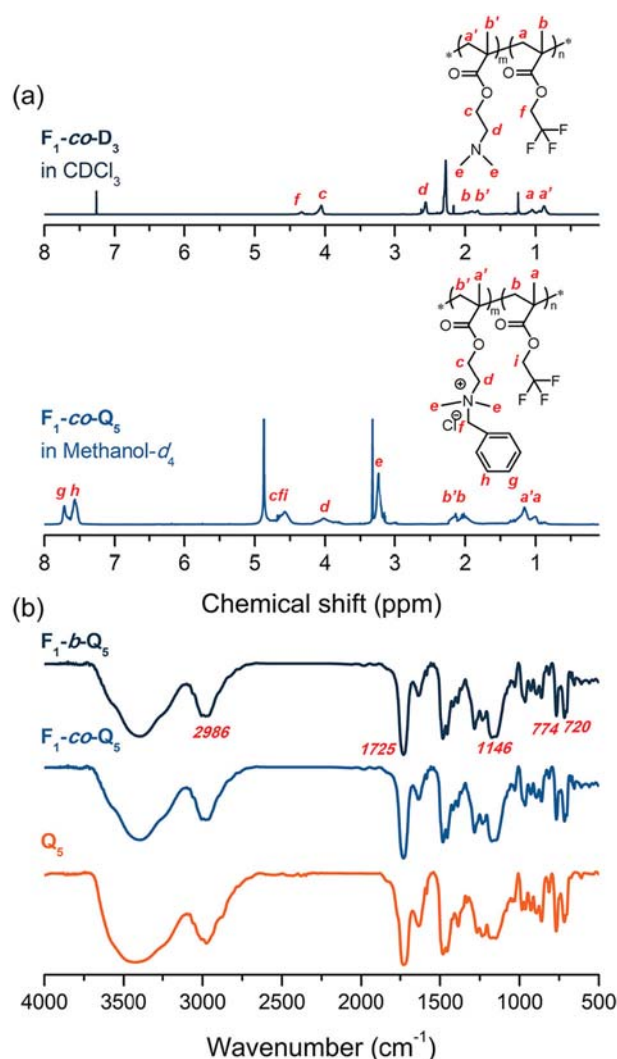 (a)
F₁-co-D₃
in CDCl₃
* a' b' m a b n *
O O O O
c f
d F F
N F
e e
f c d b b' a a'
8 7 6 5 4 3 2 1
F₁-co-Q₅
in Methanol-d₄
* b' a' m b a n *
O O O O
c i
d F F
⊕ F
e N e
Cl⊖ f
h g
g h cfi d e b'b a'a
8 7 6 5 4 3 2 1
Chemical shift (ppm)
(b)
F₁-b-Q₅
2986 1725 1146 774 720
F₁-co-Q₅
Q₅
4000 3500 3000 2500 2000 1500 1000 500
Wavenumber (cm⁻¹)